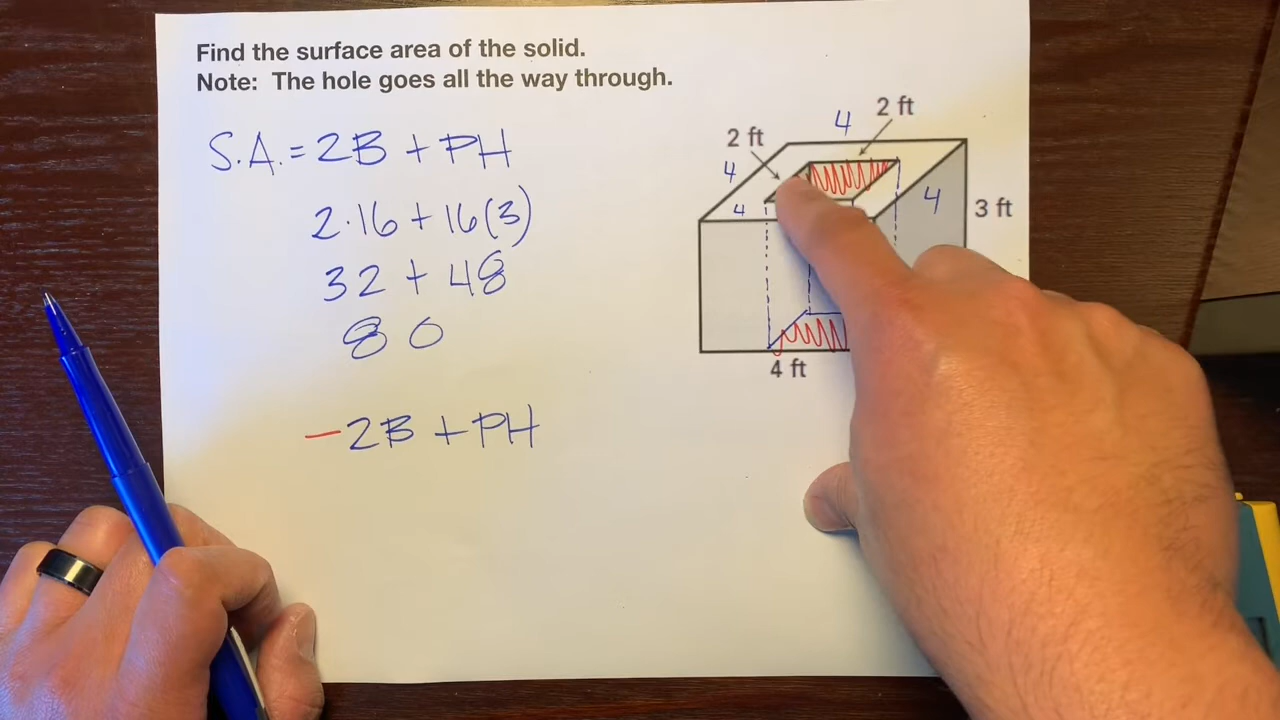 Find the surface area of the solid.
Note: The hole goes all the way through.
S.A. = 2B + PH
2·16 + 16(3)
32 + 48
80
-2B + PH
4
2 ft
2 ft
4
4
4
3 ft
4 ft